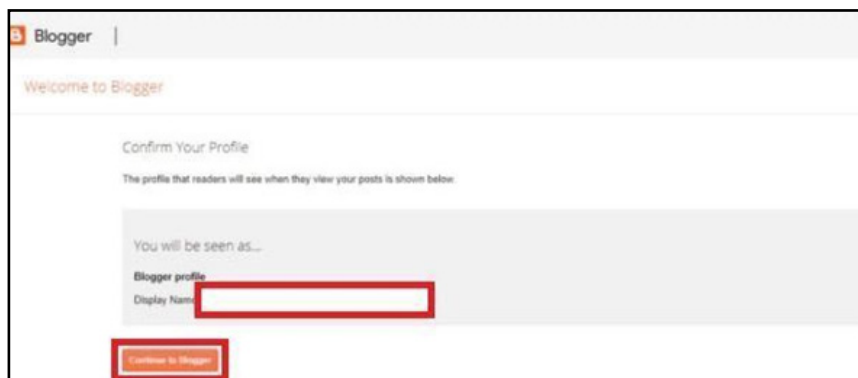 Blogger
Welcome to Blogger
Confirm Your Profile
The profile that readers will see when they view your posts is shown below.
You will be seen as...
Blogger profile
Display Name
Continue to Blogger